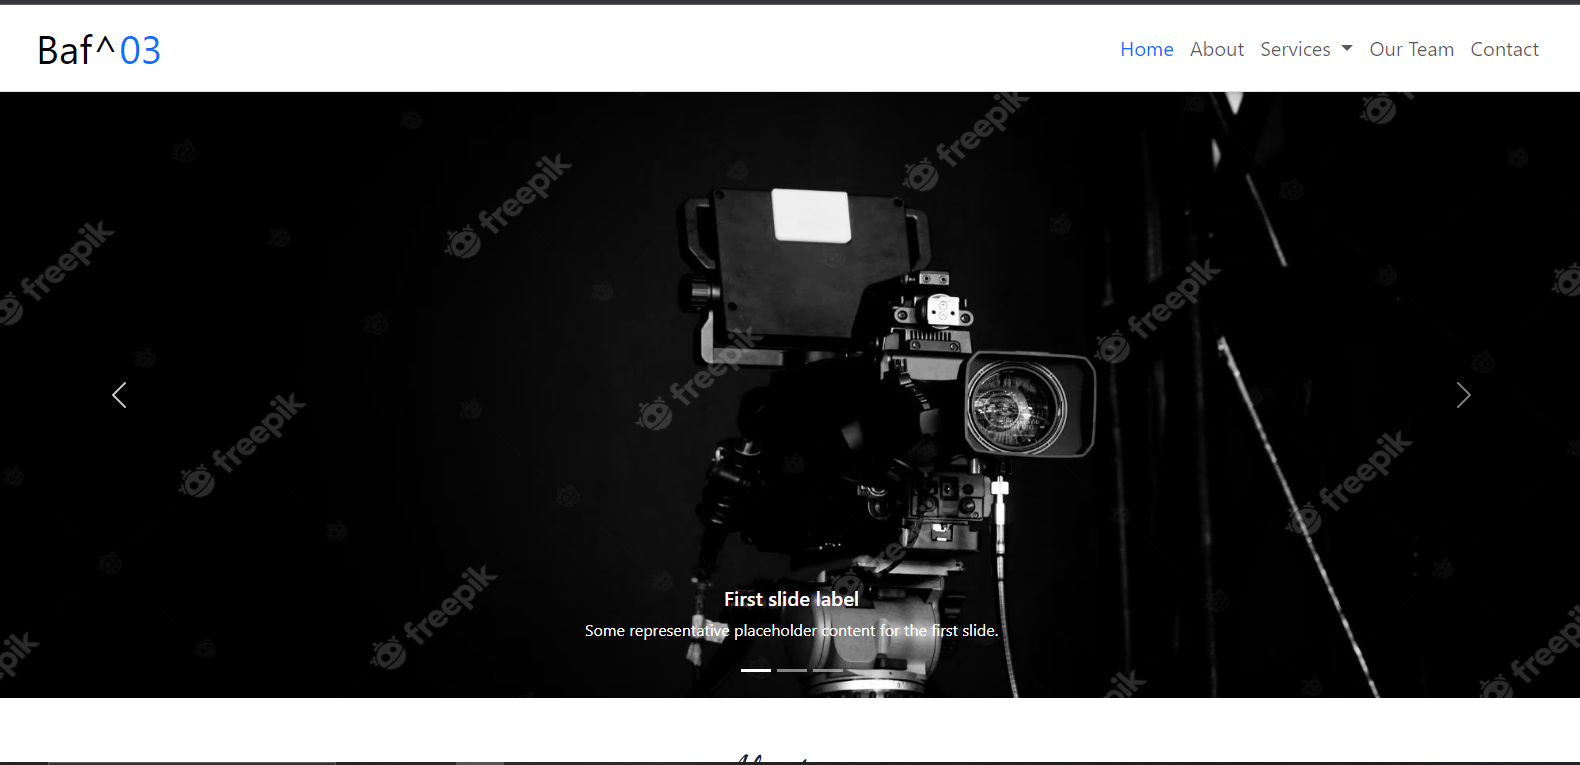 Baf^03
Home About Services Our Team Contact
freepik
freepik
freepik
freepik
freepik
freepik
freepik
freepik
freepik
First slide label
Some representative placeholder content for the first slide.